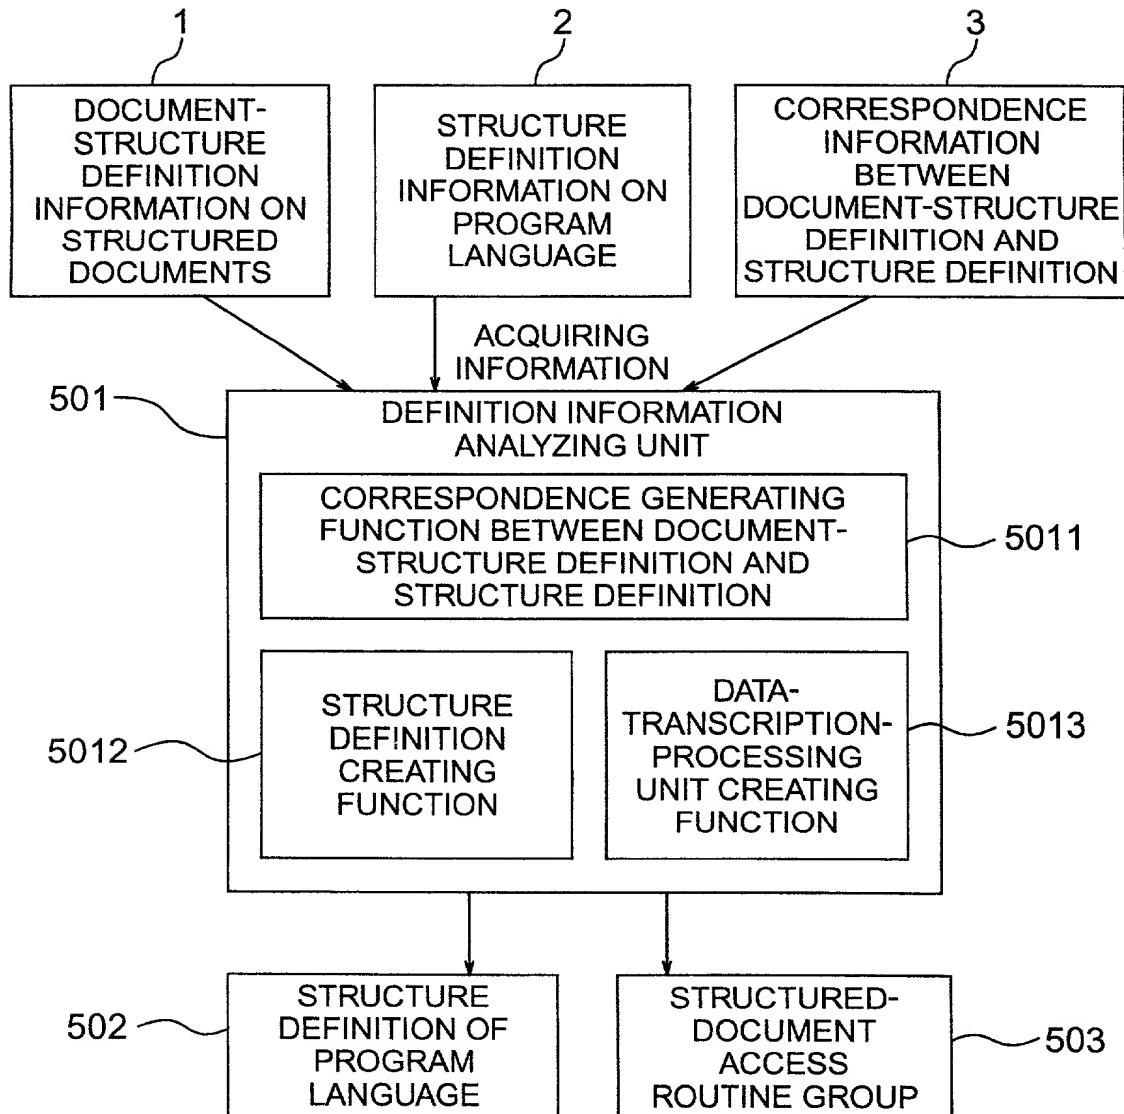 1
2
3
DOCUMENT-
STRUCTURE
DEFINITION
INFORMATION ON
STRUCTURED
DOCUMENTS
STRUCTURE
DEFINITION
INFORMATION ON
PROGRAM
LANGUAGE
CORRESPONDENCE
INFORMATION
BETWEEN
DOCUMENT-STRUCTURE
DEFINITION AND
STRUCTURE DEFINITION
ACQUIRING
INFORMATION
501
DEFINITION INFORMATION
ANALYZING UNIT
CORRESPONDENCE GENERATING
FUNCTION BETWEEN DOCUMENT-
STRUCTURE DEFINITION AND
STRUCTURE DEFINITION
5011
5012
STRUCTURE
DEFINITION
CREATING
FUNCTION
DATA-
TRANSCRIPTION-
PROCESSING
UNIT CREATING
FUNCTION
5013
502
STRUCTURE
DEFINITION OF
PROGRAM
LANGUAGE
STRUCTURED-
DOCUMENT
ACCESS
ROUTINE GROUP
503